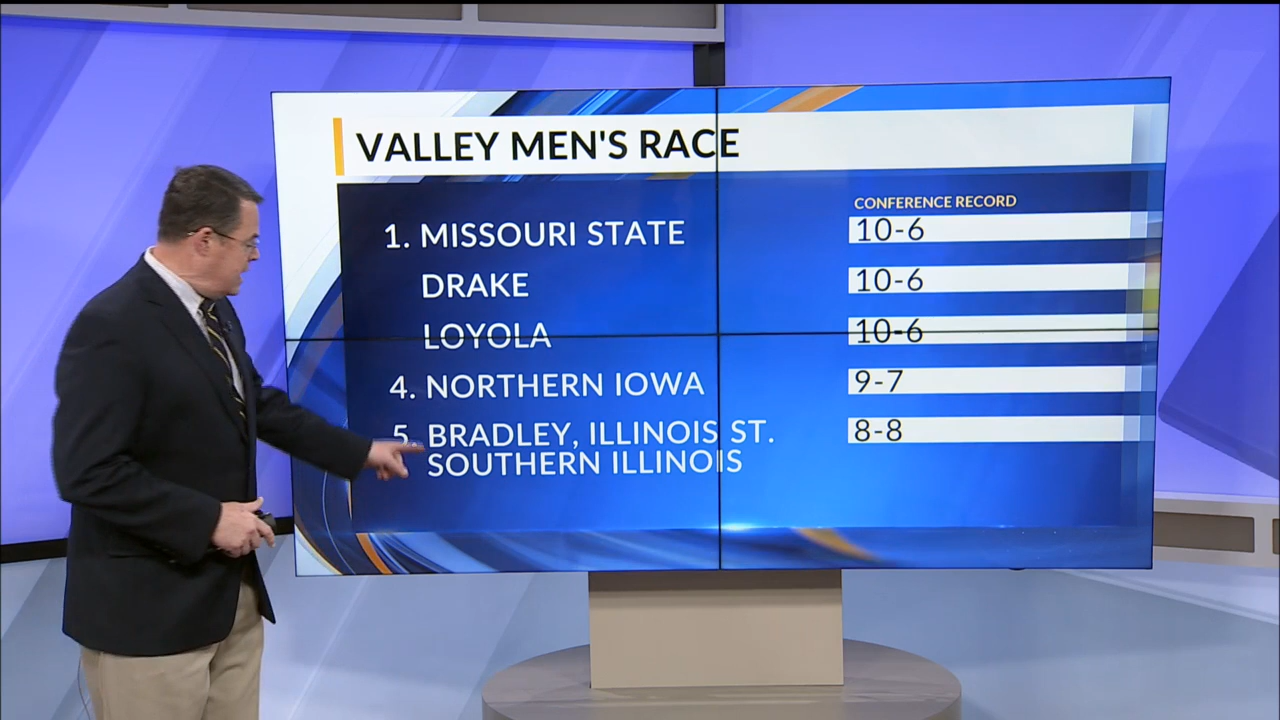 VALLEY MEN'S RACE
CONFERENCE RECORD
1. MISSOURI STATE 10-6
DRAKE 10-6
LOYOLA 10-6
4. NORTHERN IOWA 9-7
5. BRADLEY, ILLINOIS ST. 8-8
SOUTHERN ILLINOIS